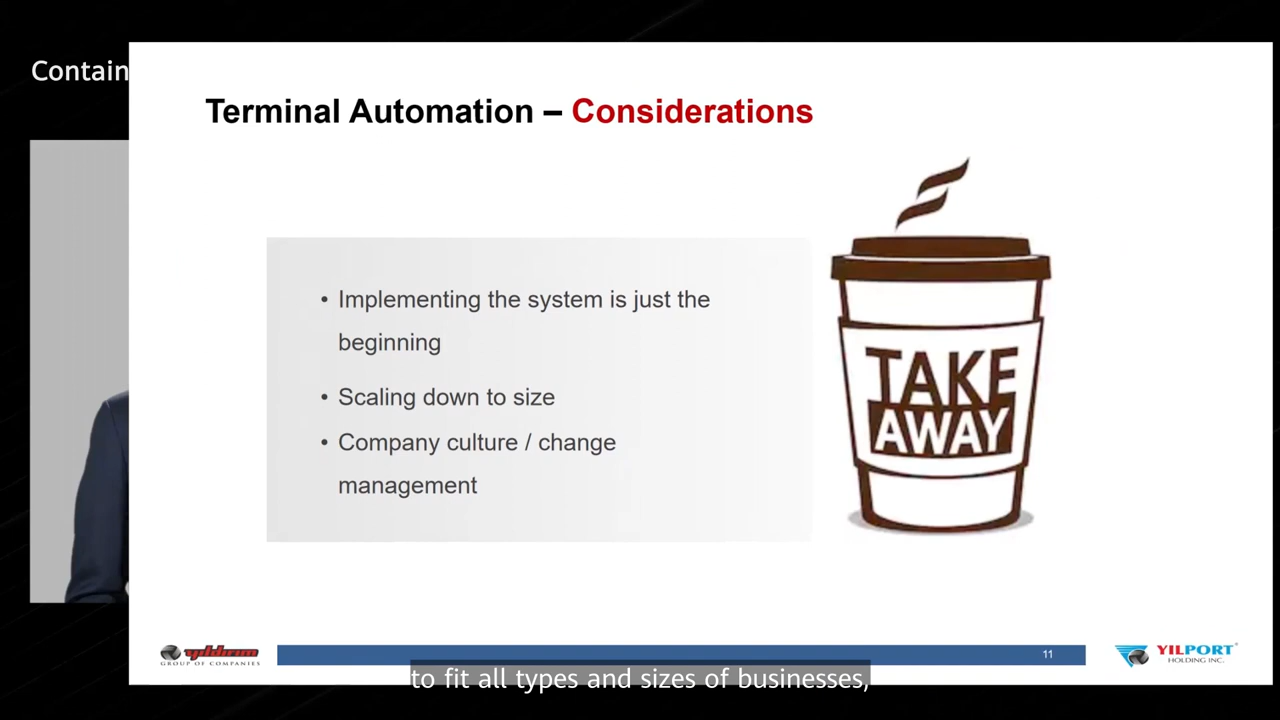 Contain
Terminal Automation – Considerations
• Implementing the system is just the
beginning
• Scaling down to size
• Company culture / change
management
TAKE
AWAY
yıldırım
GROUP OF COMPANIES
11
YILPORT
HOLDING INC.
to fit all types and sizes of businesses,